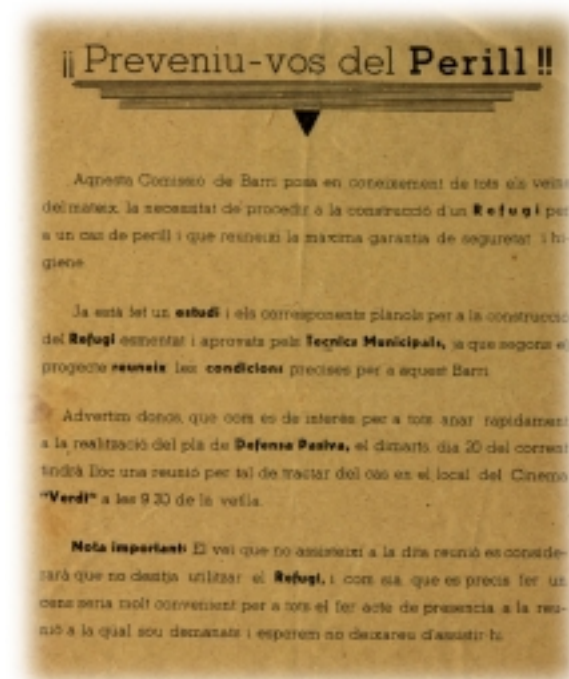 ¡¡ Preveniu-vos del Perill !!
Aquesta Comissió de Barri posa en coneixement de tots els veïns
del mateix, la necessitat de procedir a la construcció d'un Refugi per
a un cas de perill i que reuneixi la màxima garantia de seguretat i hi-
giene.
Ja està fet un estudi i els corresponents plànols per a la construcció
del Refugi esmentat i aprovats pels Tecnics Municipals, ja que segons el
projecte reuneix les condicions precises per a aquest Barri.
Advertim doncs, que com es de interès per a tots anar rapidament
a la realització del pla de Defensa Pasiva, el dimarts, dia 20 del corrent
tindrà lloc una reunió per tal de tractar del cas en el local del Cinema
"Verdi" a les 9'30 de la vetlla.
Nota important: El veí que no assisteixi a la dita reunió es conside-
rarà que no desitja utilitzar el Refugi, i com sia que es precís fer un
cens seria molt convenient per a tots el fer acte de presencia a la reu-
nió a la qual sou demanats i esperem no deixareu d'assistir-hi.